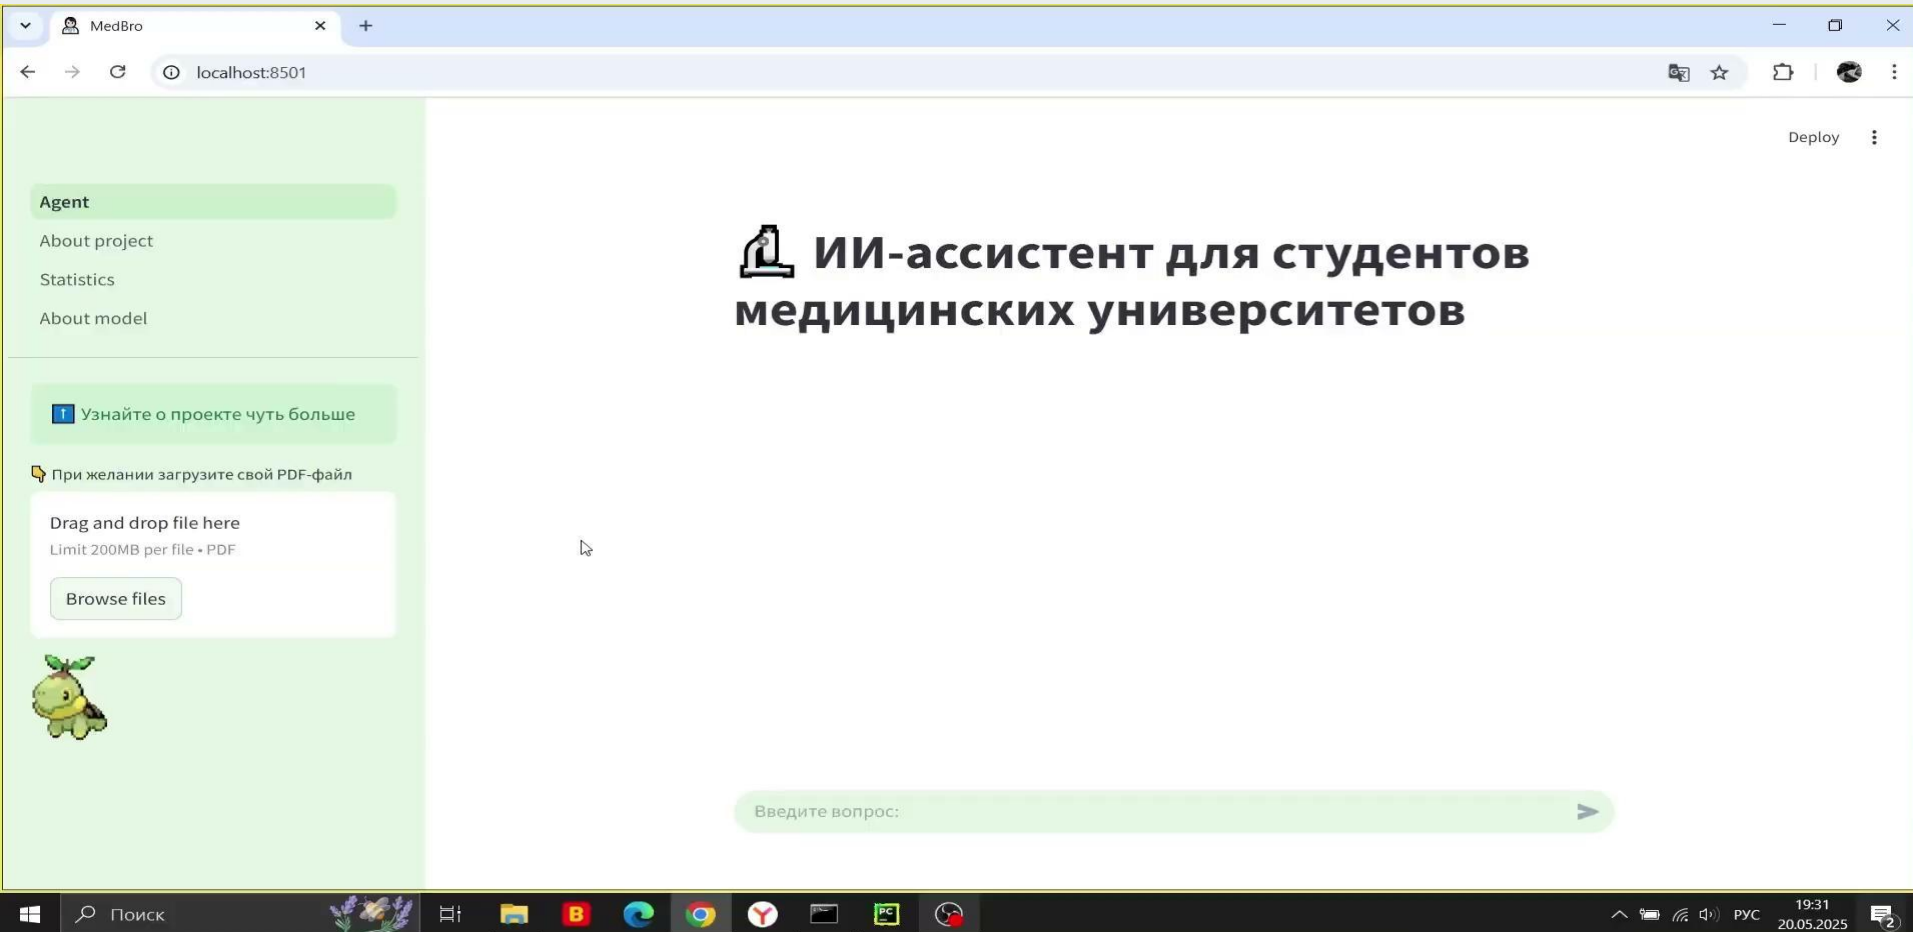 MedBro
localhost:8501
Deploy
Agent
About project
Statistics
About model
Узнайте о проекте чуть больше
При желании загрузите свой PDF-файл
Drag and drop file here
Limit 200MB per file • PDF
Browse files
ИИ-ассистент для студентов
медицинских университетов
Введите вопрос:
Поиск
B
Y
PC
РУС
19:31
20.05.2025
2